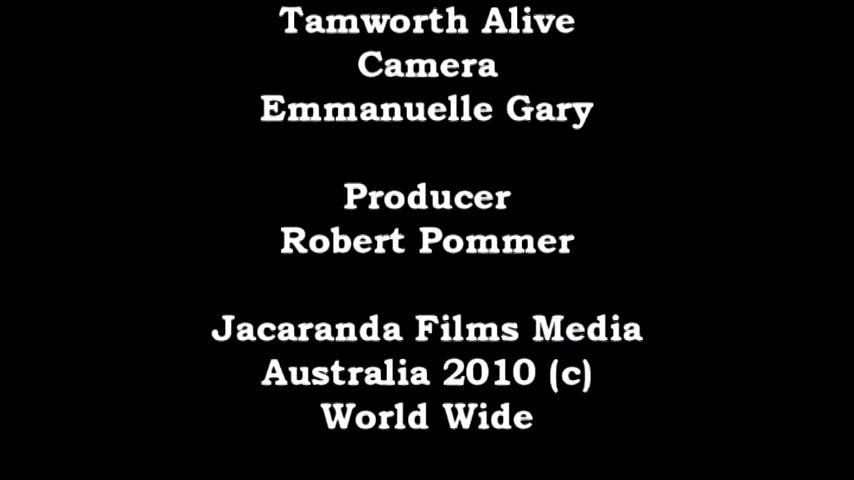 Tamworth Alive
Camera
Emmanuelle Gary
Producer
Robert Pommer
Jacaranda Films Media
Australia 2010 (c)
World Wide